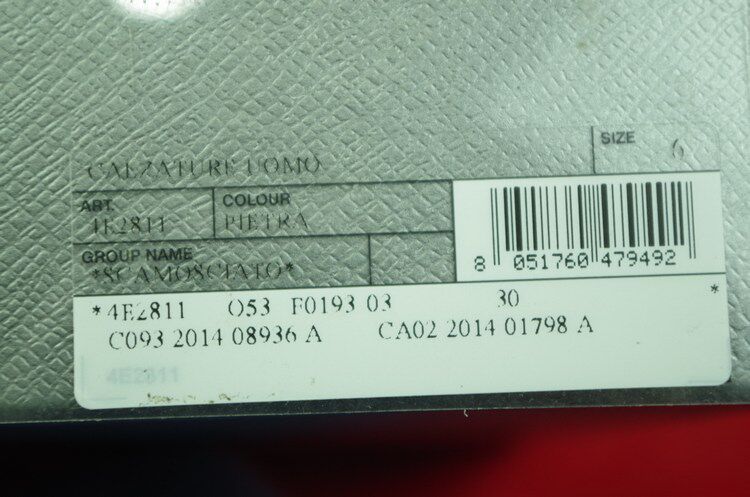 CALZATURE UOMO
SIZE 6
ART. COLOUR
4E2811 PIETRA
GROUP NAME
*SCAMOSCIATO*
8 051760 479492
*4E2811 O53 F0193 03 30 *
C093 2014 08936 A CA02 2014 01798 A
4E2811